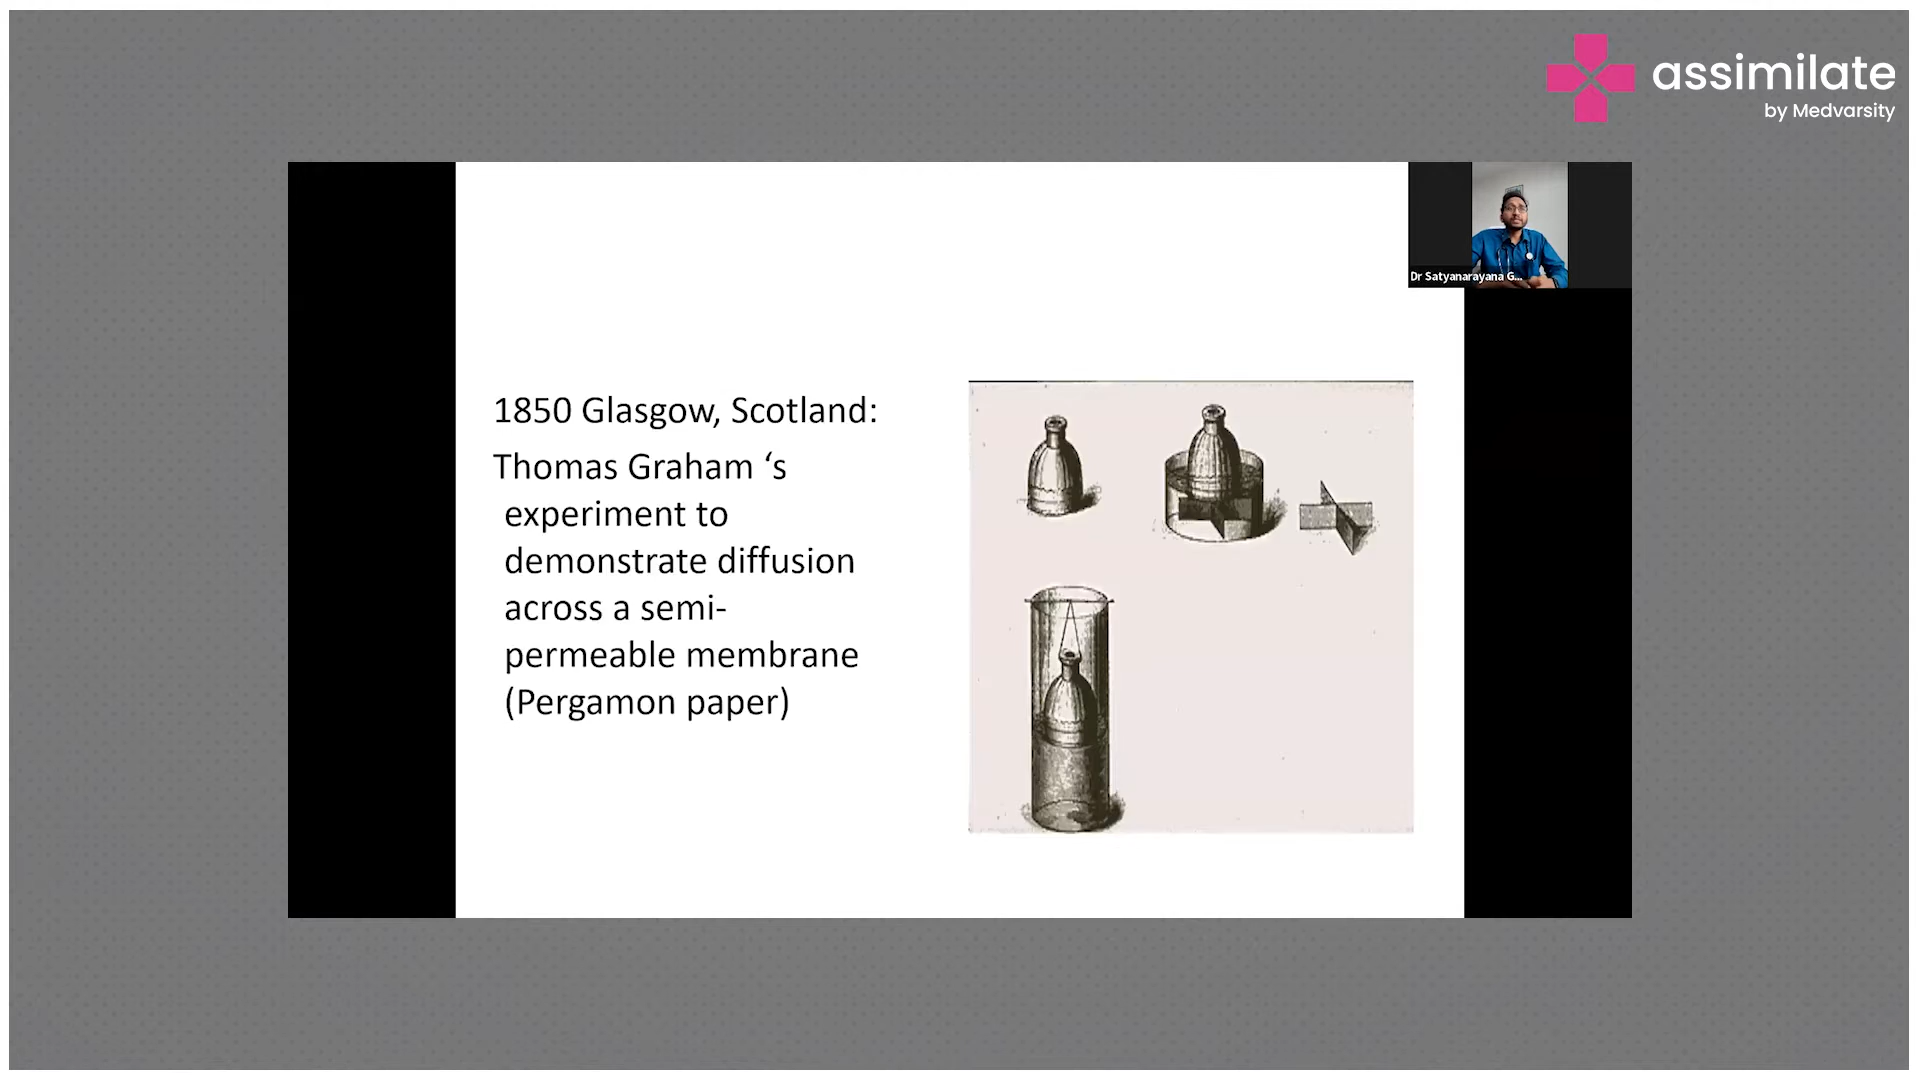 assimilate
by Medvarsity
Dr Satyanarayana G...
1850 Glasgow, Scotland:
Thomas Graham ‘s
experiment to
demonstrate diffusion
across a semi-
permeable membrane
(Pergamon paper)